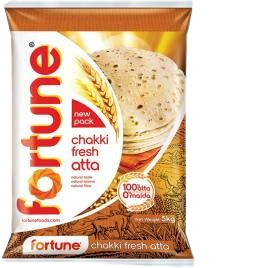 fortune®
new
pack
chakki
fresh
atta
natural taste
natural aroma
natural fibre
100% atta
0% maida
fortunefoods.com
Net Weight: 5kg
fortune®
chakki fresh atta